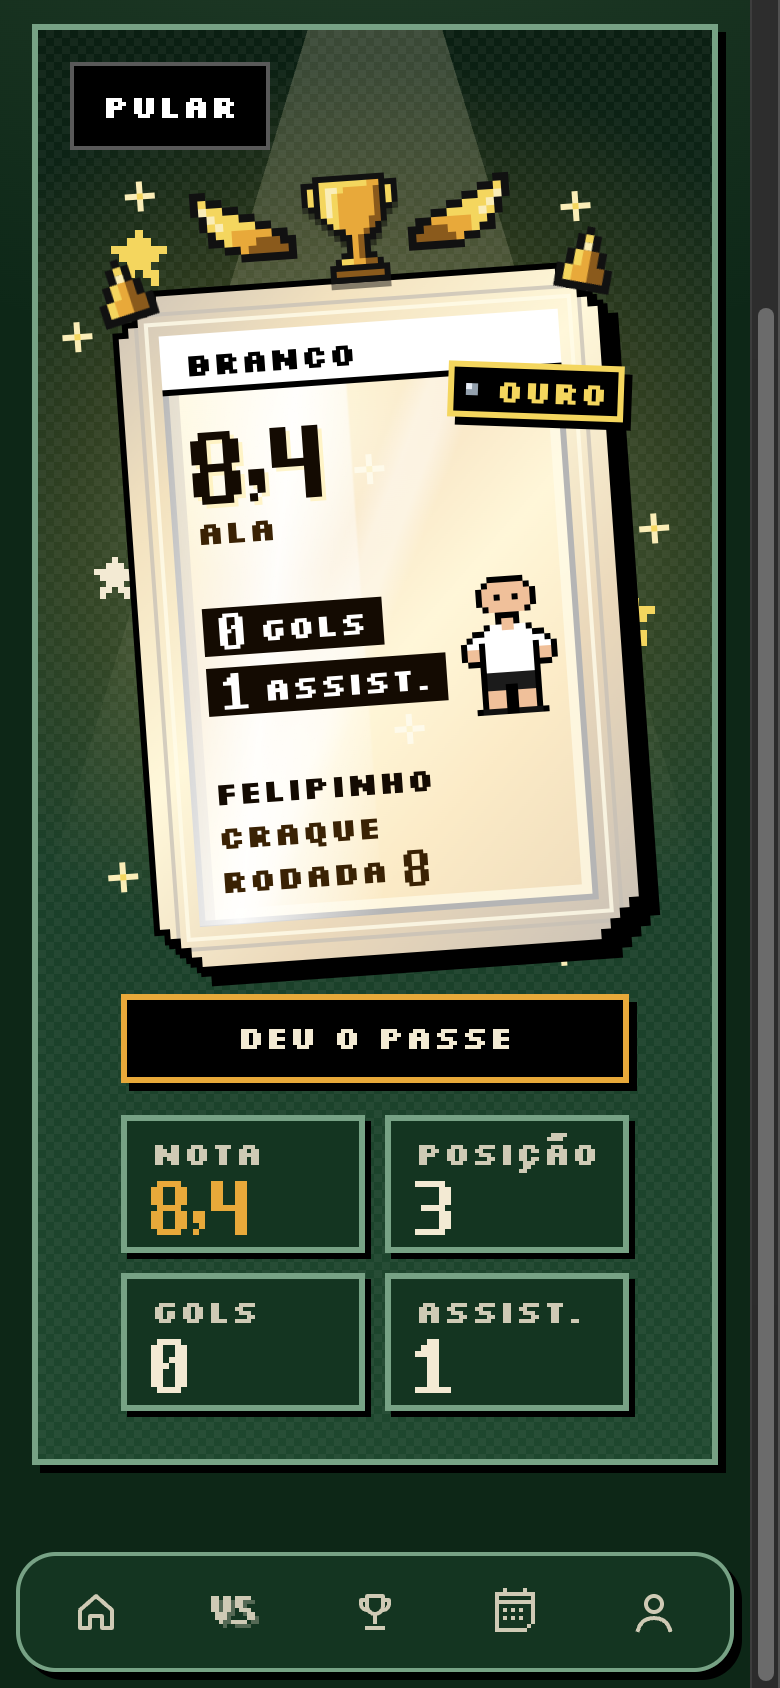 PULAR
BRANCO
OURO
8,4
ALA
0 GOLS
1 ASSIST.
FELIPINHO
CRAQUE
RODADA 8
DEU O PASSE
NOTA
8,4
POSIÇÃO
3
GOLS
0
ASSIST.
1
VS